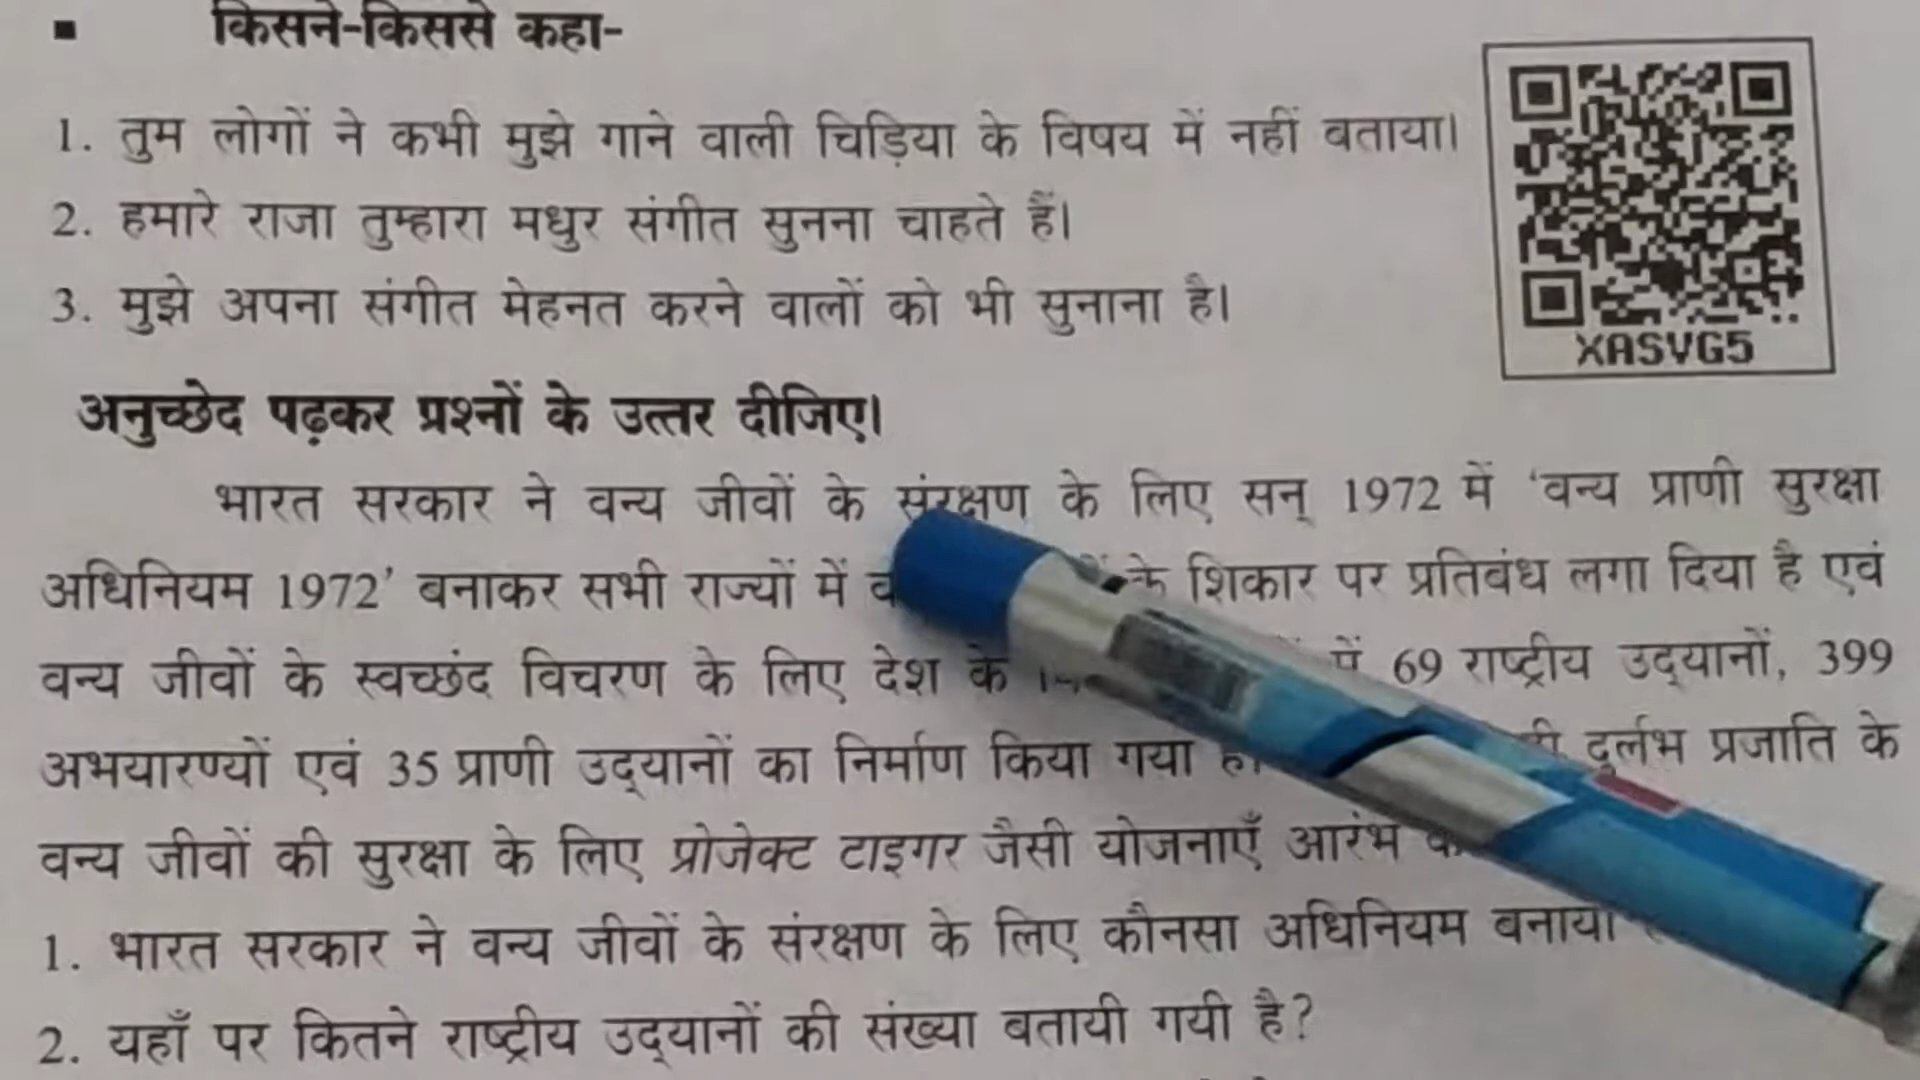 ▪ किसने-किससे कहा-
1. तुम लोगों ने कभी मुझे गाने वाली चिड़िया के विषय में नहीं बताया।
2. हमारे राजा तुम्हारा मधुर संगीत सुनना चाहते हैं।
3. मुझे अपना संगीत मेहनत करने वालों को भी सुनाना है।
XASVG5
अनुच्छेद पढ़कर प्रश्नों के उत्तर दीजिए।
भारत सरकार ने वन्य जीवों के संरक्षण के लिए सन् 1972 में ‘वन्य प्राणी सुरक्षा
अधिनियम 1972’ बनाकर सभी राज्यों में के शिकार पर प्रतिबंध लगा दिया है एवं
वन्य जीवों के स्वच्छंद विचरण के लिए देश के में 69 राष्ट्रीय उद्यानों, 399
अभयारण्यों एवं 35 प्राणी उद्यानों का निर्माण किया गया दुर्लभ प्रजाति के
वन्य जीवों की सुरक्षा के लिए प्रोजेक्ट टाइगर जैसी योजनाएँ आरंभ
1. भारत सरकार ने वन्य जीवों के संरक्षण के लिए कौनसा अधिनियम बनाया
2. यहाँ पर कितने राष्ट्रीय उद्यानों की संख्या बतायी गयी है?